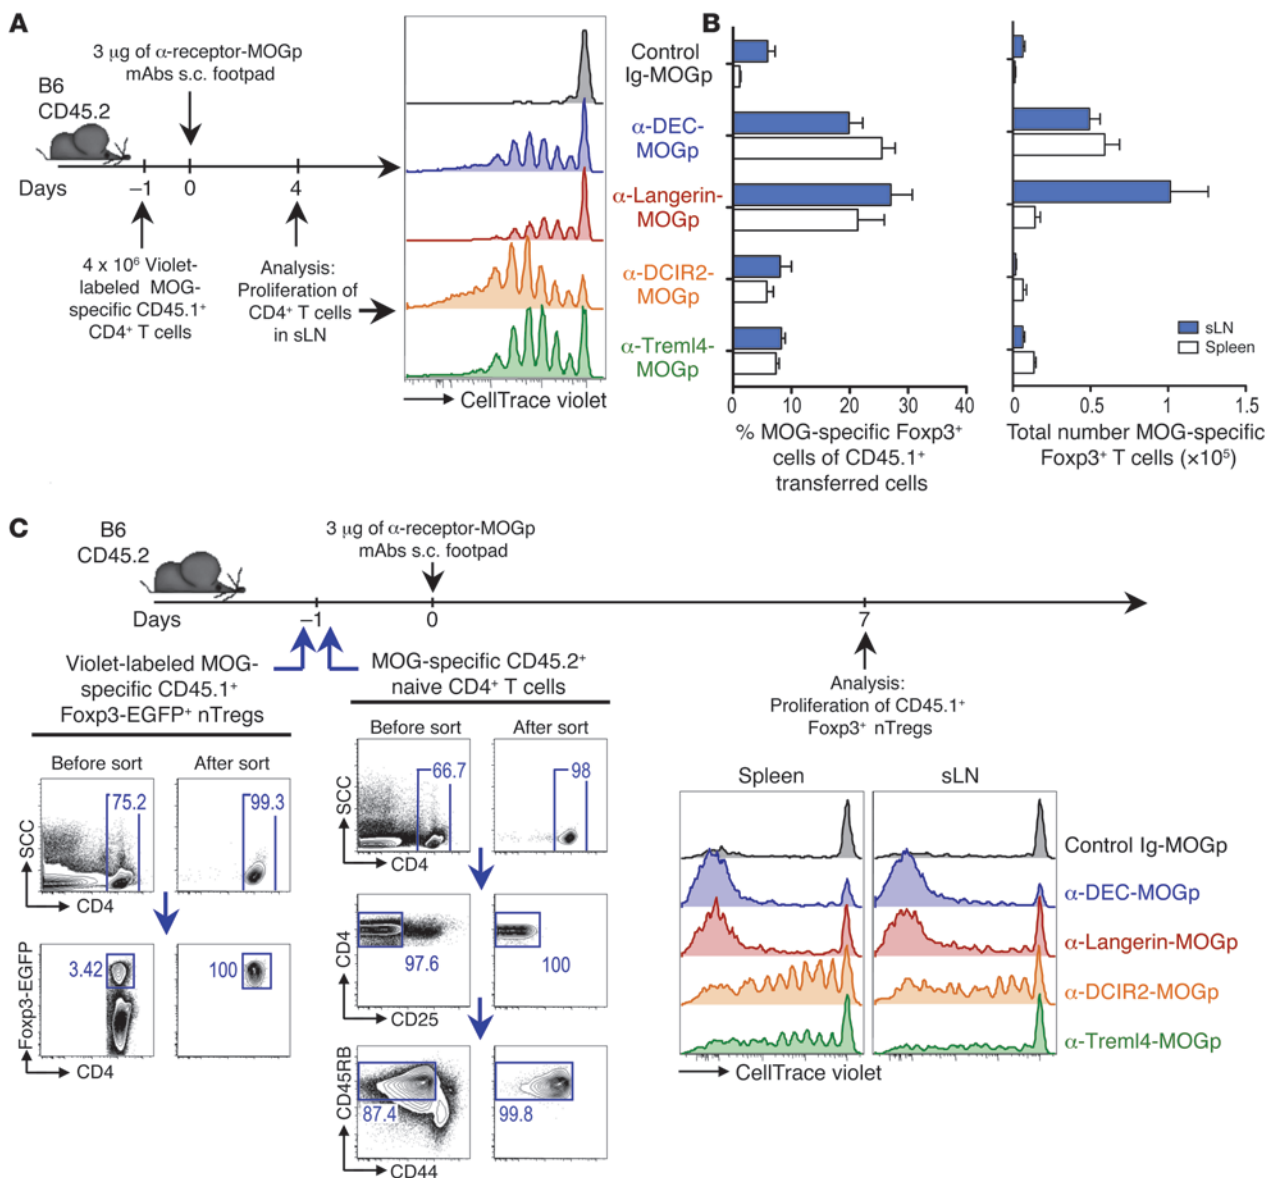 A
3 μg of α-receptor-MOGp
mAbs s.c. footpad
B6
CD45.2
Days
–1
0
4
4 x 10⁶ Violet-
labeled MOG-
specific CD45.1⁺
CD4⁺ T cells
Analysis:
Proliferation of
CD4⁺ T cells
in sLN
CellTrace violet
B
Control
Ig-MOGp
α-DEC-
MOGp
α-Langerin-
MOGp
α-DCIR2-
MOGp
α-Treml4-
MOGp
0 10 20 30 40
% MOG-specific Foxp3⁺
cells of CD45.1⁺
transferred cells
sLN
Spleen
0 0.5 1 1.5
Total number MOG-specific
Foxp3⁺ T cells (×10⁵)
C
B6
CD45.2
3 μg of α-receptor-MOGp
mAbs s.c. footpad
Days
–1
0
7
Violet-labeled MOG-
specific CD45.1⁺
Foxp3-EGFP⁺ nTregs
Before sort
After sort
SCC
75.2
99.3
CD4
Foxp3-EGFP
3.42
100
CD4
MOG-specific CD45.2⁺
naive CD4⁺ T cells
Before sort
After sort
SCC
66.7
98
CD4
CD4
97.6
100
CD25
CD45RB
87.4
99.8
CD44
Analysis:
Proliferation of CD45.1⁺
Foxp3⁺ nTregs
Spleen
sLN
Control Ig-MOGp
α-DEC-MOGp
α-Langerin-MOGp
α-DCIR2-MOGp
α-Treml4-MOGp
CellTrace violet